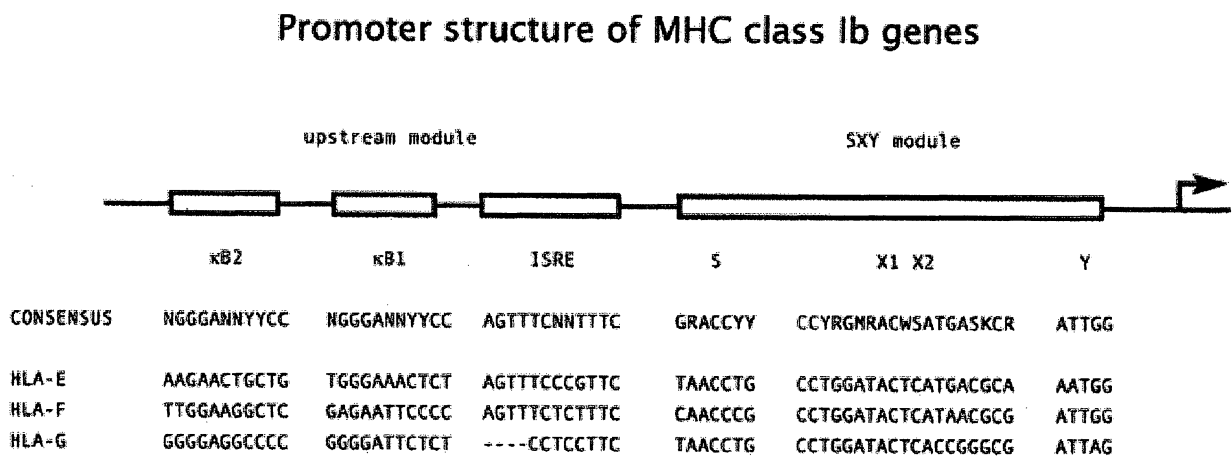 Promoter structure of MHC class Ib genes
upstream module SXY module
κB2 κB1 ISRE S X1 X2 Y
CONSENSUS NGGGANNYYCC NGGGANNYYCC AGTTTCNNTTTC GRACCYY CCYRGMRACWSATGASKCR ATTGG
HLA-E AAGAACTGCTG TGGGAAACTCT AGTTTCCCGTTC TAACCTG CCTGGATACTCATGACGCA AATGG
HLA-F TTGGAAGGCTC GAGAATTCCCC AGTTTCTCTTTC CAACCCG CCTGGATACTCATAACGCG ATTGG
HLA-G GGGGAGGCCCC GGGGATTCTCT ----CCTCCTTC TAACCTG CCTGGATACTCACCGGGCG ATTAG